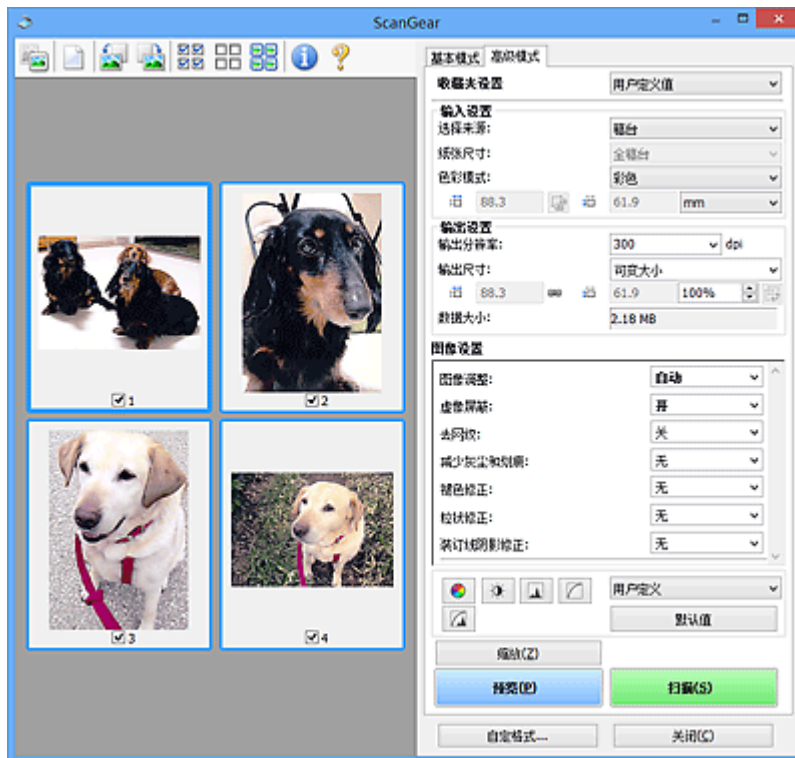 ScanGear
基本模式 高级模式
收藏夹设置 用户定义值
输入设置
选择来源: 稿台
纸张尺寸: 全稿台
色彩模式: 彩色
88.3 61.9 mm
输出设置
输出分辨率: 300 dpi
输出尺寸: 可变大小
88.3 61.9 100%
数据大小: 2.18 MB
图像设置
图像调整: 自动
虚像屏蔽: 开
去网纹: 关
减少灰尘和划痕: 无
褪色修正: 无
粒状修正: 无
装订线阴影修正: 无
用户定义
默认值
缩放(Z)
预览(P) 扫描(S)
自定格式... 关闭(C)
1 2
3 4